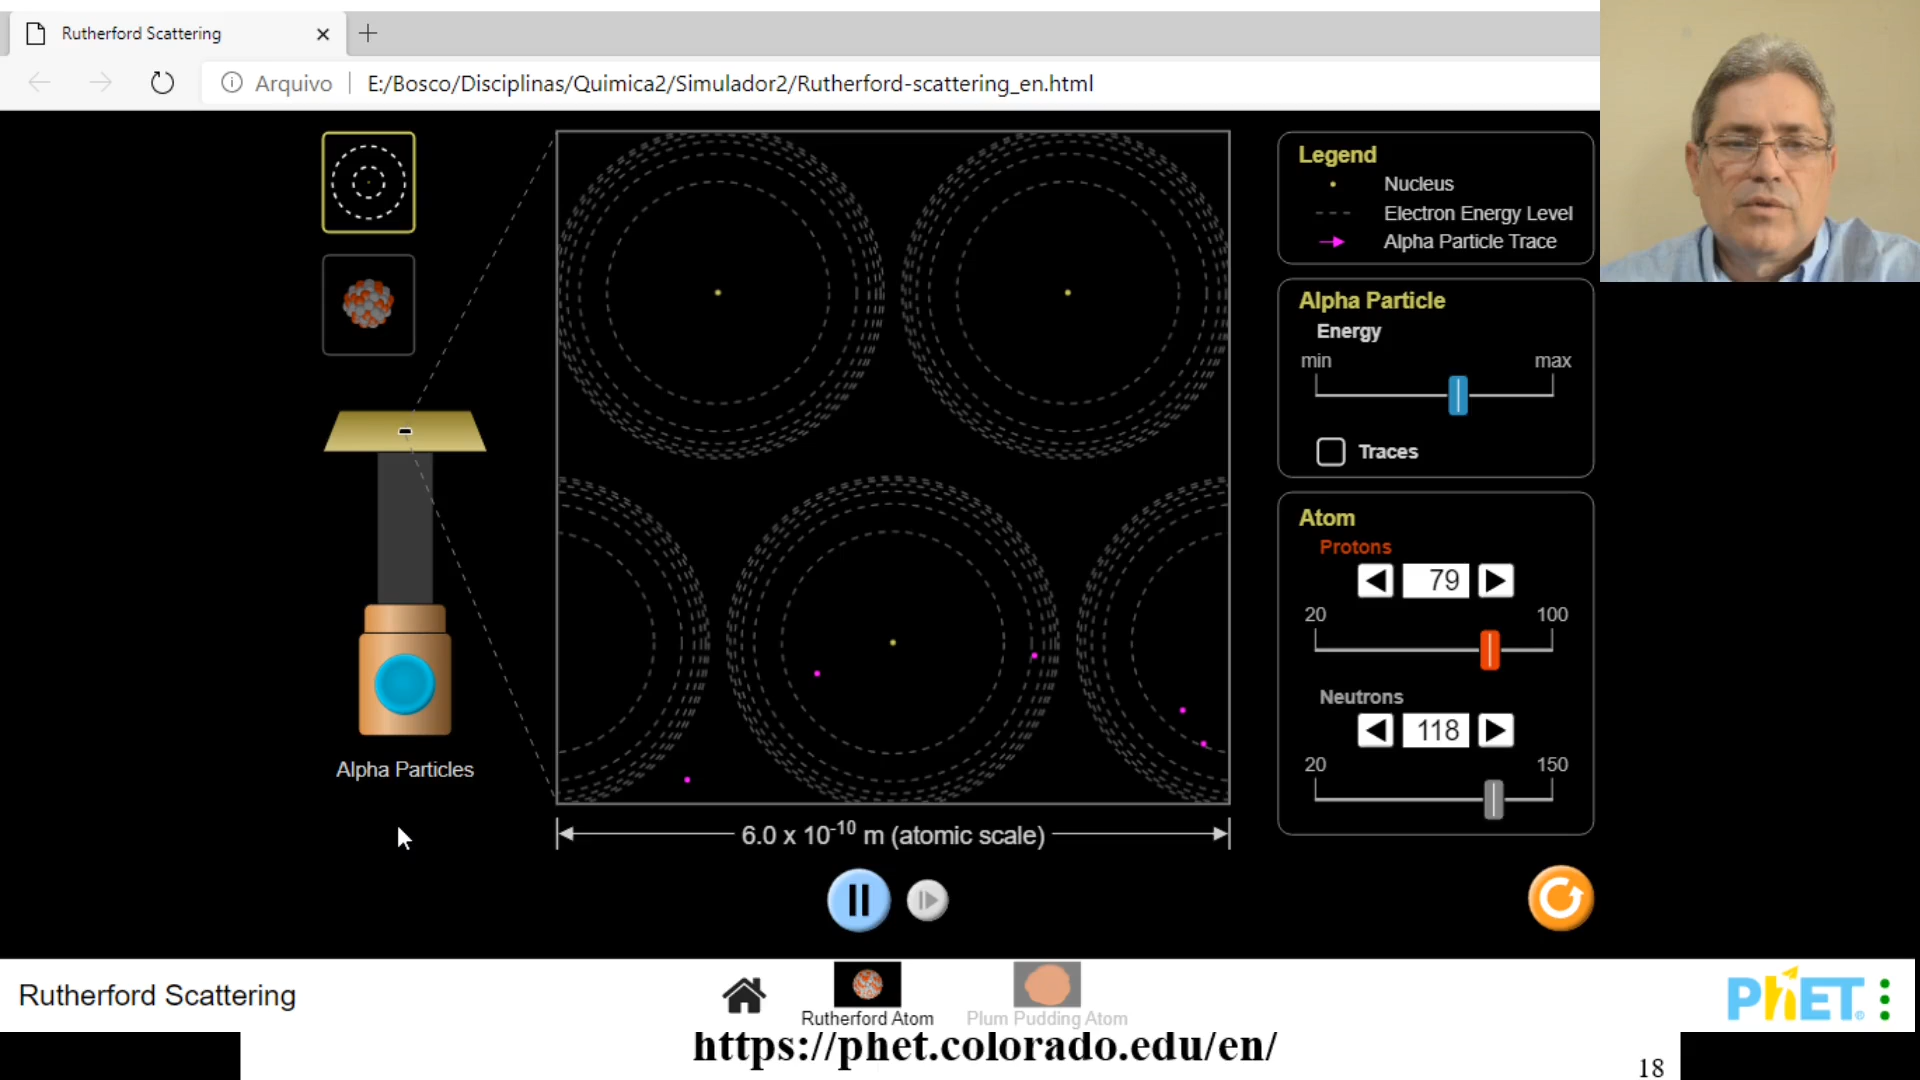 Rutherford Scattering
Arquivo
E:/Bosco/Disciplinas/Quimica2/Simulador2/Rutherford-scattering_en.html
Legend
Nucleus
Electron Energy Level
Alpha Particle Trace
Alpha Particle
Energy
min max
Traces
Atom
Protons
79
20 100
Neutrons
118
20 150
Alpha Particles
6.0 x 10⁻¹⁰ m (atomic scale)
Rutherford Scattering
Rutherford Atom
Plum Pudding Atom
PhET®
https://phet.colorado.edu/en/
18